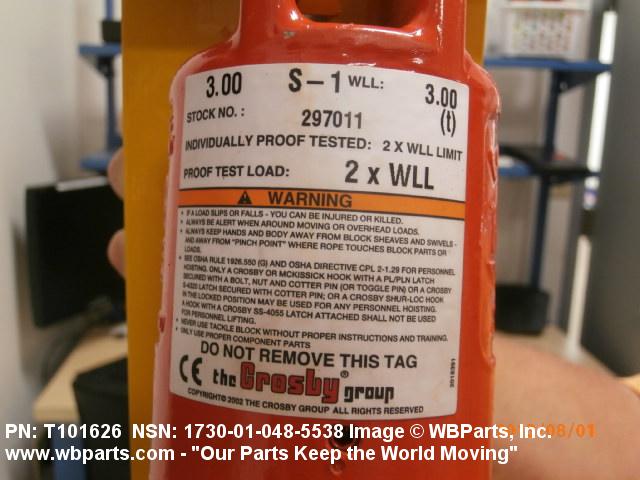 3.00 S-1 WLL: 3.00
(t)
STOCK NO.: 297011
INDIVIDUALLY PROOF TESTED: 2 X WLL LIMIT
PROOF TEST LOAD: 2 x WLL
WARNING
• IF A LOAD SLIPS OR FALLS - YOU CAN BE INJURED OR KILLED.
• ALWAYS BE ALERT WHEN AROUND MOVING OR OVERHEAD LOADS.
• ALWAYS KEEP HANDS AND BODY AWAY FROM BLOCK SHEAVES AND SWIVELS -
AND AWAY FROM "PINCH POINT" WHERE ROPE TOUCHES BLOCK PARTS OR
LOADS.
• SEE OSHA RULE 1926.550 (G) AND OSHA DIRECTIVE CPL 2-1.29 FOR PERSONNEL
HOISTING. ONLY A CROSBY OR MCKISSICK HOOK WITH A PL/PLN LATCH
SECURED WITH A BOLT, NUT AND COTTER PIN (OR TOGGLE PIN) OR A CROSBY
S-4320 LATCH SECURED WITH COTTER PIN; OR A CROSBY SHUR-LOC HOOK
IN THE LOCKED POSITION MAY BE USED FOR ANY PERSONNEL HOISTING.
A HOOK WITH A CROSBY SS-4055 LATCH ATTACHED SHALL NOT BE USED
FOR PERSONNEL LIFTING.
• NEVER USE TACKLE BLOCK WITHOUT PROPER INSTRUCTIONS AND TRAINING.
• ONLY USE PROPER COMPONENT PARTS
DO NOT REMOVE THIS TAG
CE the Crosby® group
COPYRIGHT© 2002 THE CROSBY GROUP ALL RIGHTS RESERVED
PN: T101626 NSN: 1730-01-048-5538 Image © WBParts, Inc.
www.wbparts.com - "Our Parts Keep the World Moving"